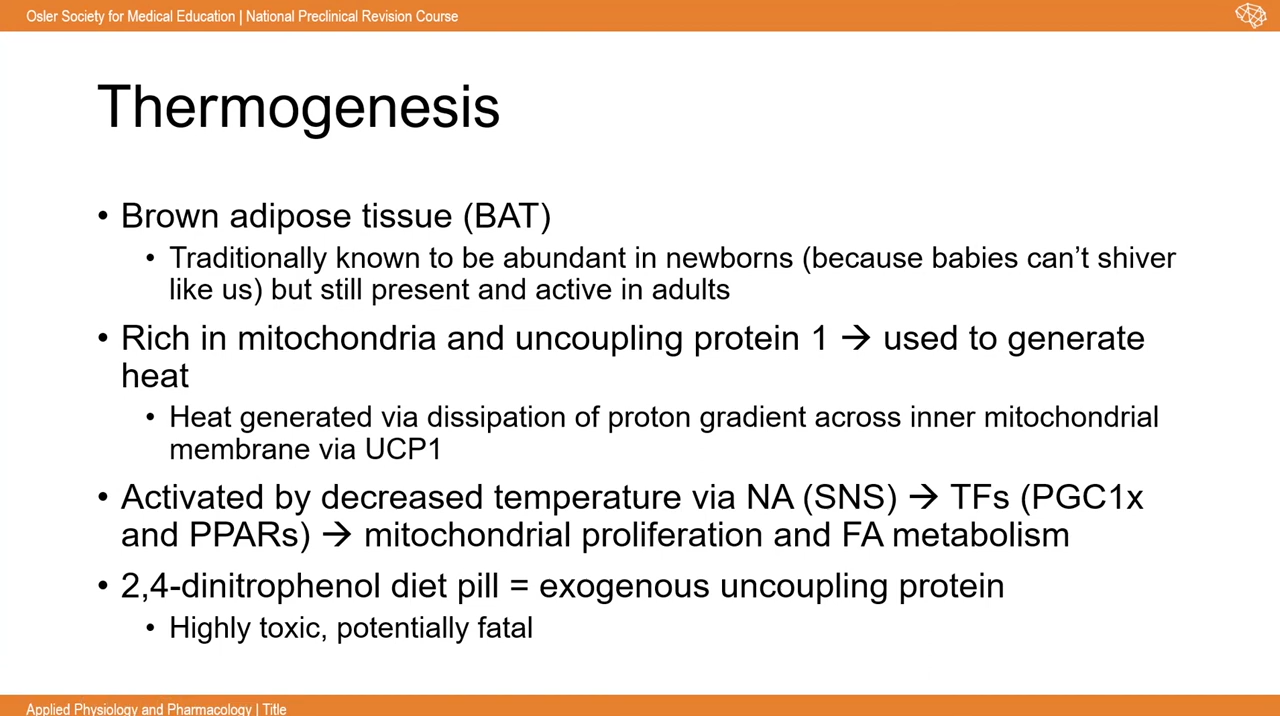 Osler Society for Medical Education | National Preclinical Revision Course
Thermogenesis
• Brown adipose tissue (BAT)
• Traditionally known to be abundant in newborns (because babies can’t shiver
like us) but still present and active in adults
• Rich in mitochondria and uncoupling protein 1 → used to generate
heat
• Heat generated via dissipation of proton gradient across inner mitochondrial
membrane via UCP1
• Activated by decreased temperature via NA (SNS) → TFs (PGC1x
and PPARs) → mitochondrial proliferation and FA metabolism
• 2,4-dinitrophenol diet pill = exogenous uncoupling protein
• Highly toxic, potentially fatal
Applied Physiology and Pharmacology | Title